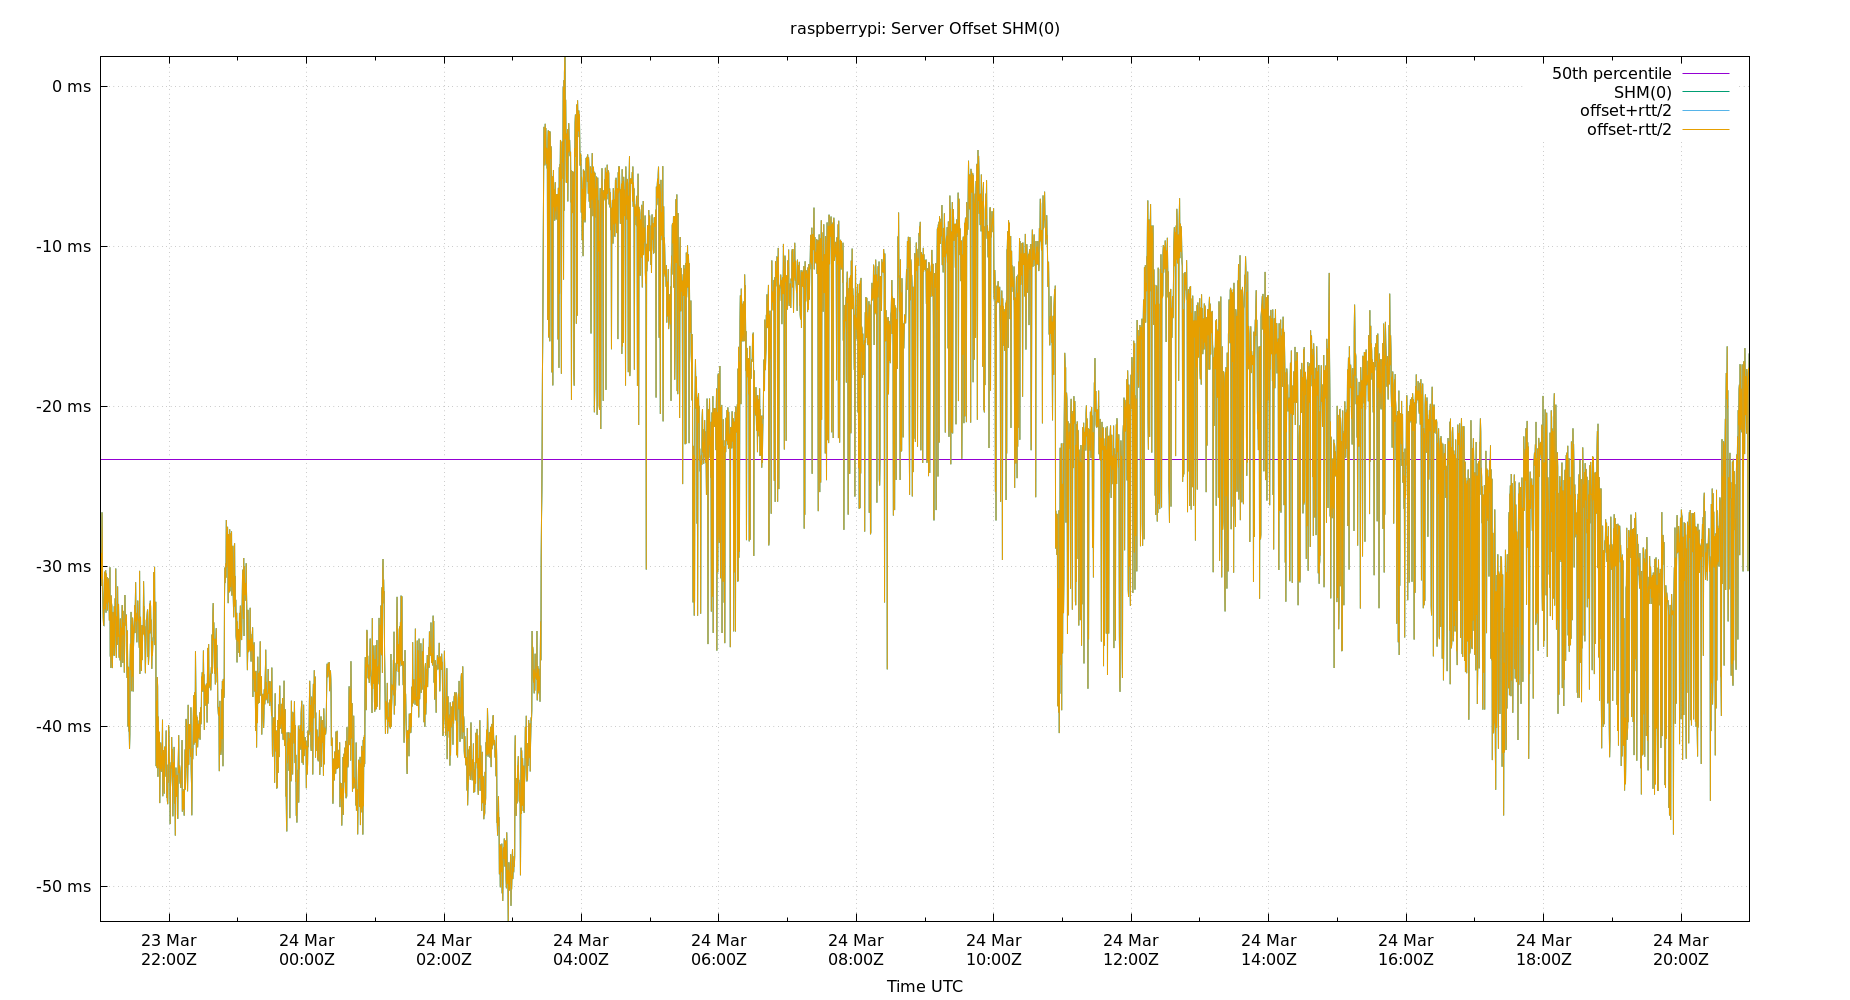 raspberrypi: Server Offset SHM(0)
50th percentile
SHM(0)
offset+rtt/2
offset-rtt/2
0 ms
-10 ms
-20 ms
-30 ms
-40 ms
-50 ms
23 Mar 24 Mar 24 Mar 24 Mar 24 Mar 24 Mar 24 Mar 24 Mar 24 Mar 24 Mar 24 Mar 24 Mar
22:00Z 00:00Z 02:00Z 04:00Z 06:00Z 08:00Z 10:00Z 12:00Z 14:00Z 16:00Z 18:00Z 20:00Z
Time UTC